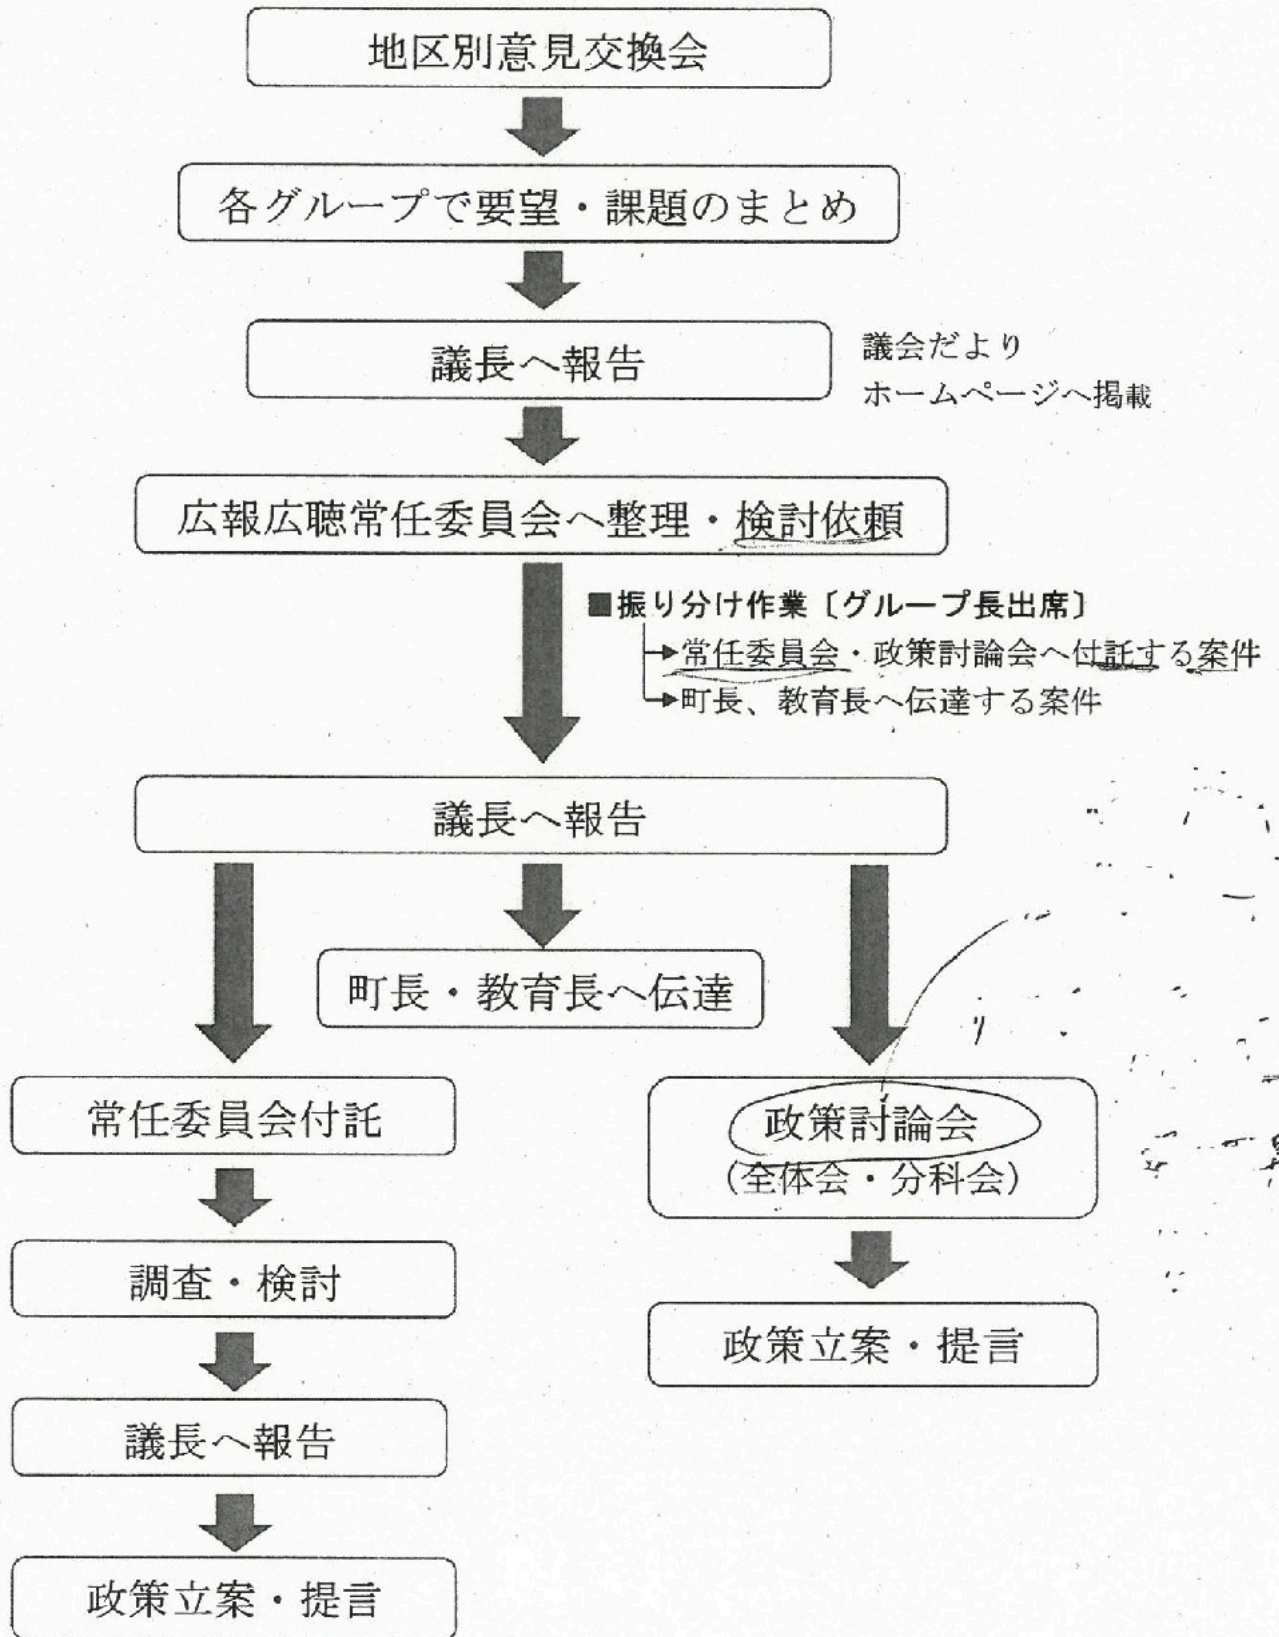 地区別意見交換会
各グループで要望・課題のまとめ
議長へ報告
議会だより
ホームページへ掲載
広報広聴常任委員会へ整理・検討依頼
■振り分け作業〔グループ長出席〕
常任委員会・政策討論会へ付託する案件
町長、教育長へ伝達する案件
議長へ報告
町長・教育長へ伝達
常任委員会付託
政策討論会
(全体会・分科会)
調査・検討
政策立案・提言
議長へ報告
政策立案・提言